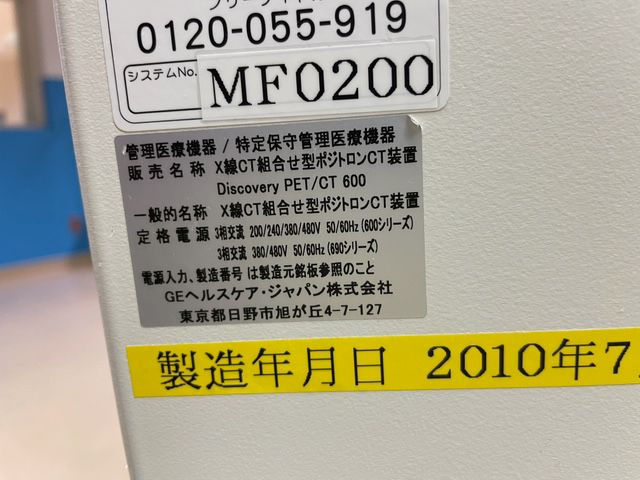 0120-055-919
システムNo. MF0200
管理医療機器 / 特定保守管理医療機器
販売名称 X線CT組合せ型ポジトロンCT装置
Discovery PET/CT 600
一般的名称 X線CT組合せ型ポジトロンCT装置
定格電源 3相交流 200/240/380/480V 50/60Hz (600シリーズ)
3相交流 380/480V 50/60Hz (690シリーズ)
電源入力、製造番号 は製造元銘板参照のこと
GEヘルスケア・ジャパン株式会社
東京都日野市旭が丘4-7-127
製造年月日 2010年7